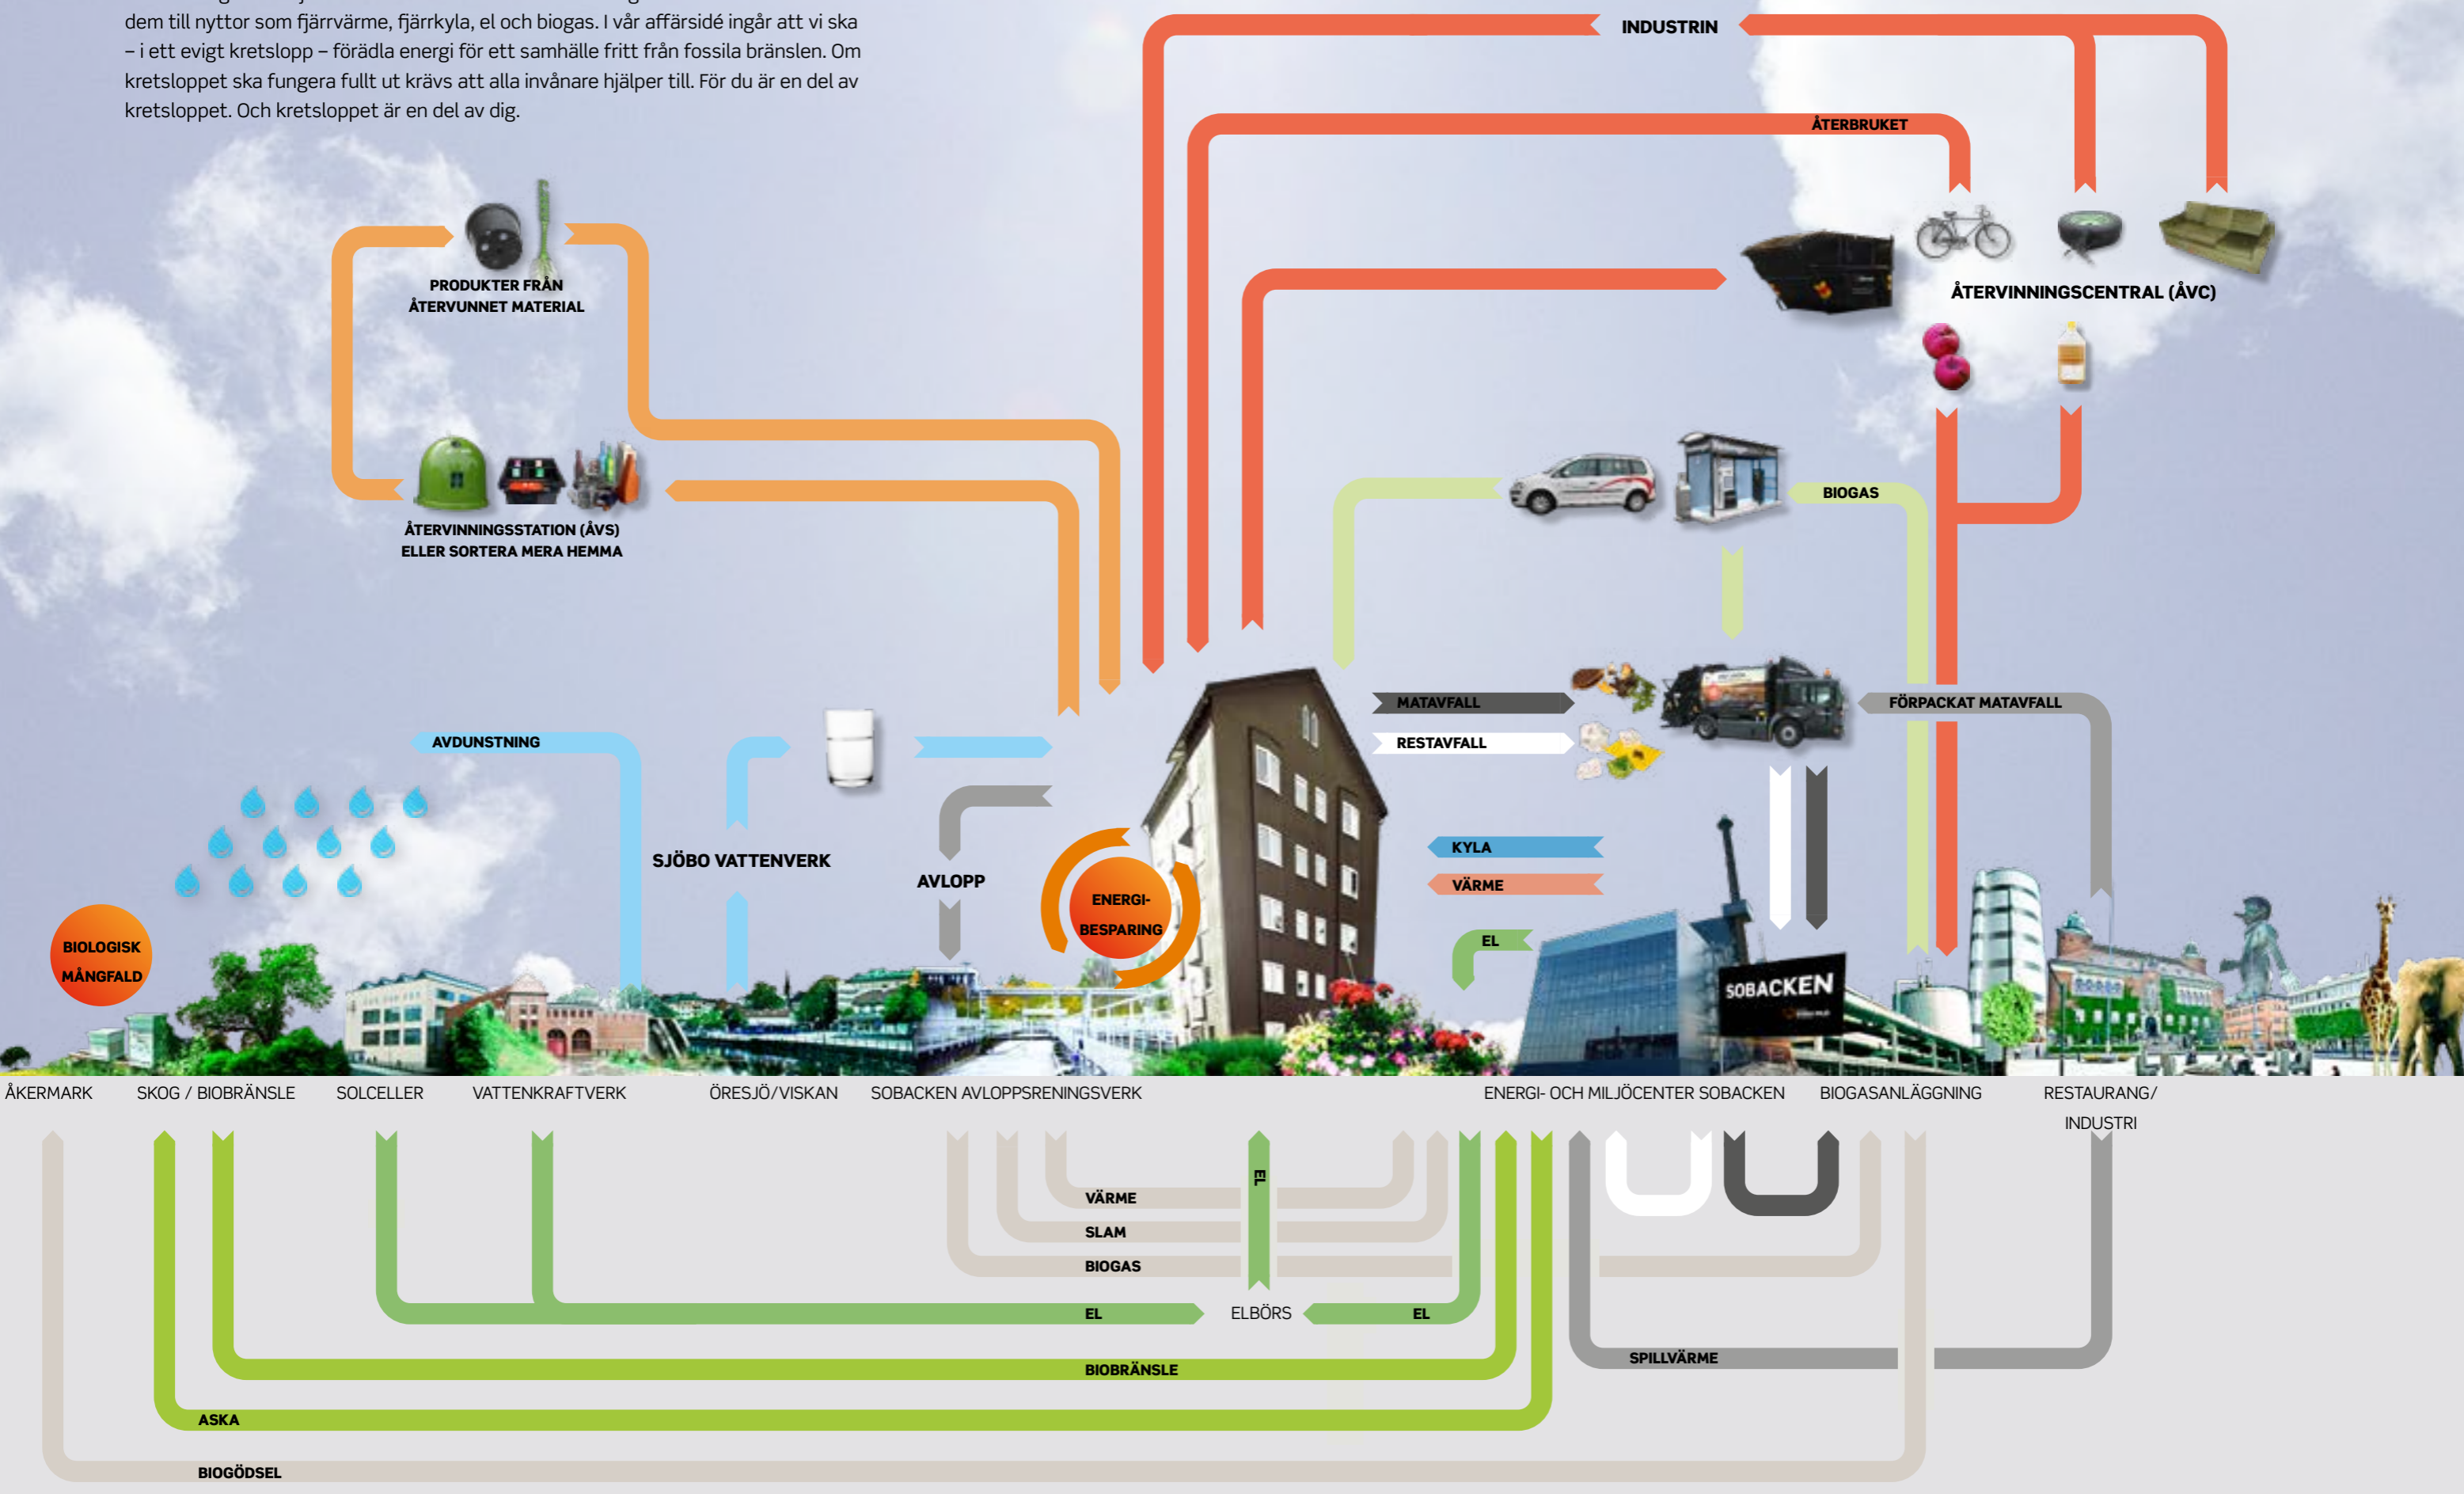 dem till nyttor som fjärrvärme, fjärrkyla, el och biogas. I vår affärsidé ingår att vi ska
– i ett evigt kretslopp – förädla energi för ett samhälle fritt från fossila bränslen. Om
kretsloppet ska fungera fullt ut krävs att alla invånare hjälper till. För du är en del av
kretsloppet. Och kretsloppet är en del av dig.
INDUSTRIN
ÅTERBRUKET
PRODUKTER FRÅN
ÅTERVUNNET MATERIAL
ÅTERVINNINGSCENTRAL (ÅVC)
BIOGAS
ÅTERVINNINGSSTATION (ÅVS)
ELLER SORTERA MERA HEMMA
MATAVFALL
FÖRPACKAT MATAVFALL
AVDUNSTNING
RESTAVFALL
SJÖBO VATTENVERK
AVLOPP
KYLA
VÄRME
ENERGI-
BESPARING
EL
BIOLOGISK
MÅNGFALD
SOBACKEN
ÅKERMARK
SKOG / BIOBRÄNSLE
SOLCELLER
VATTENKRAFTVERK
ÖRESJÖ/VISKAN
SOBACKEN AVLOPPSRENINGSVERK
ENERGI- OCH MILJÖCENTER SOBACKEN
BIOGASANLÄGGNING
RESTAURANG/
INDUSTRI
EL
VÄRME
SLAM
BIOGAS
EL
ELBÖRS
EL
BIOBRÄNSLE
SPILLVÄRME
ASKA
BIOGÖDSEL